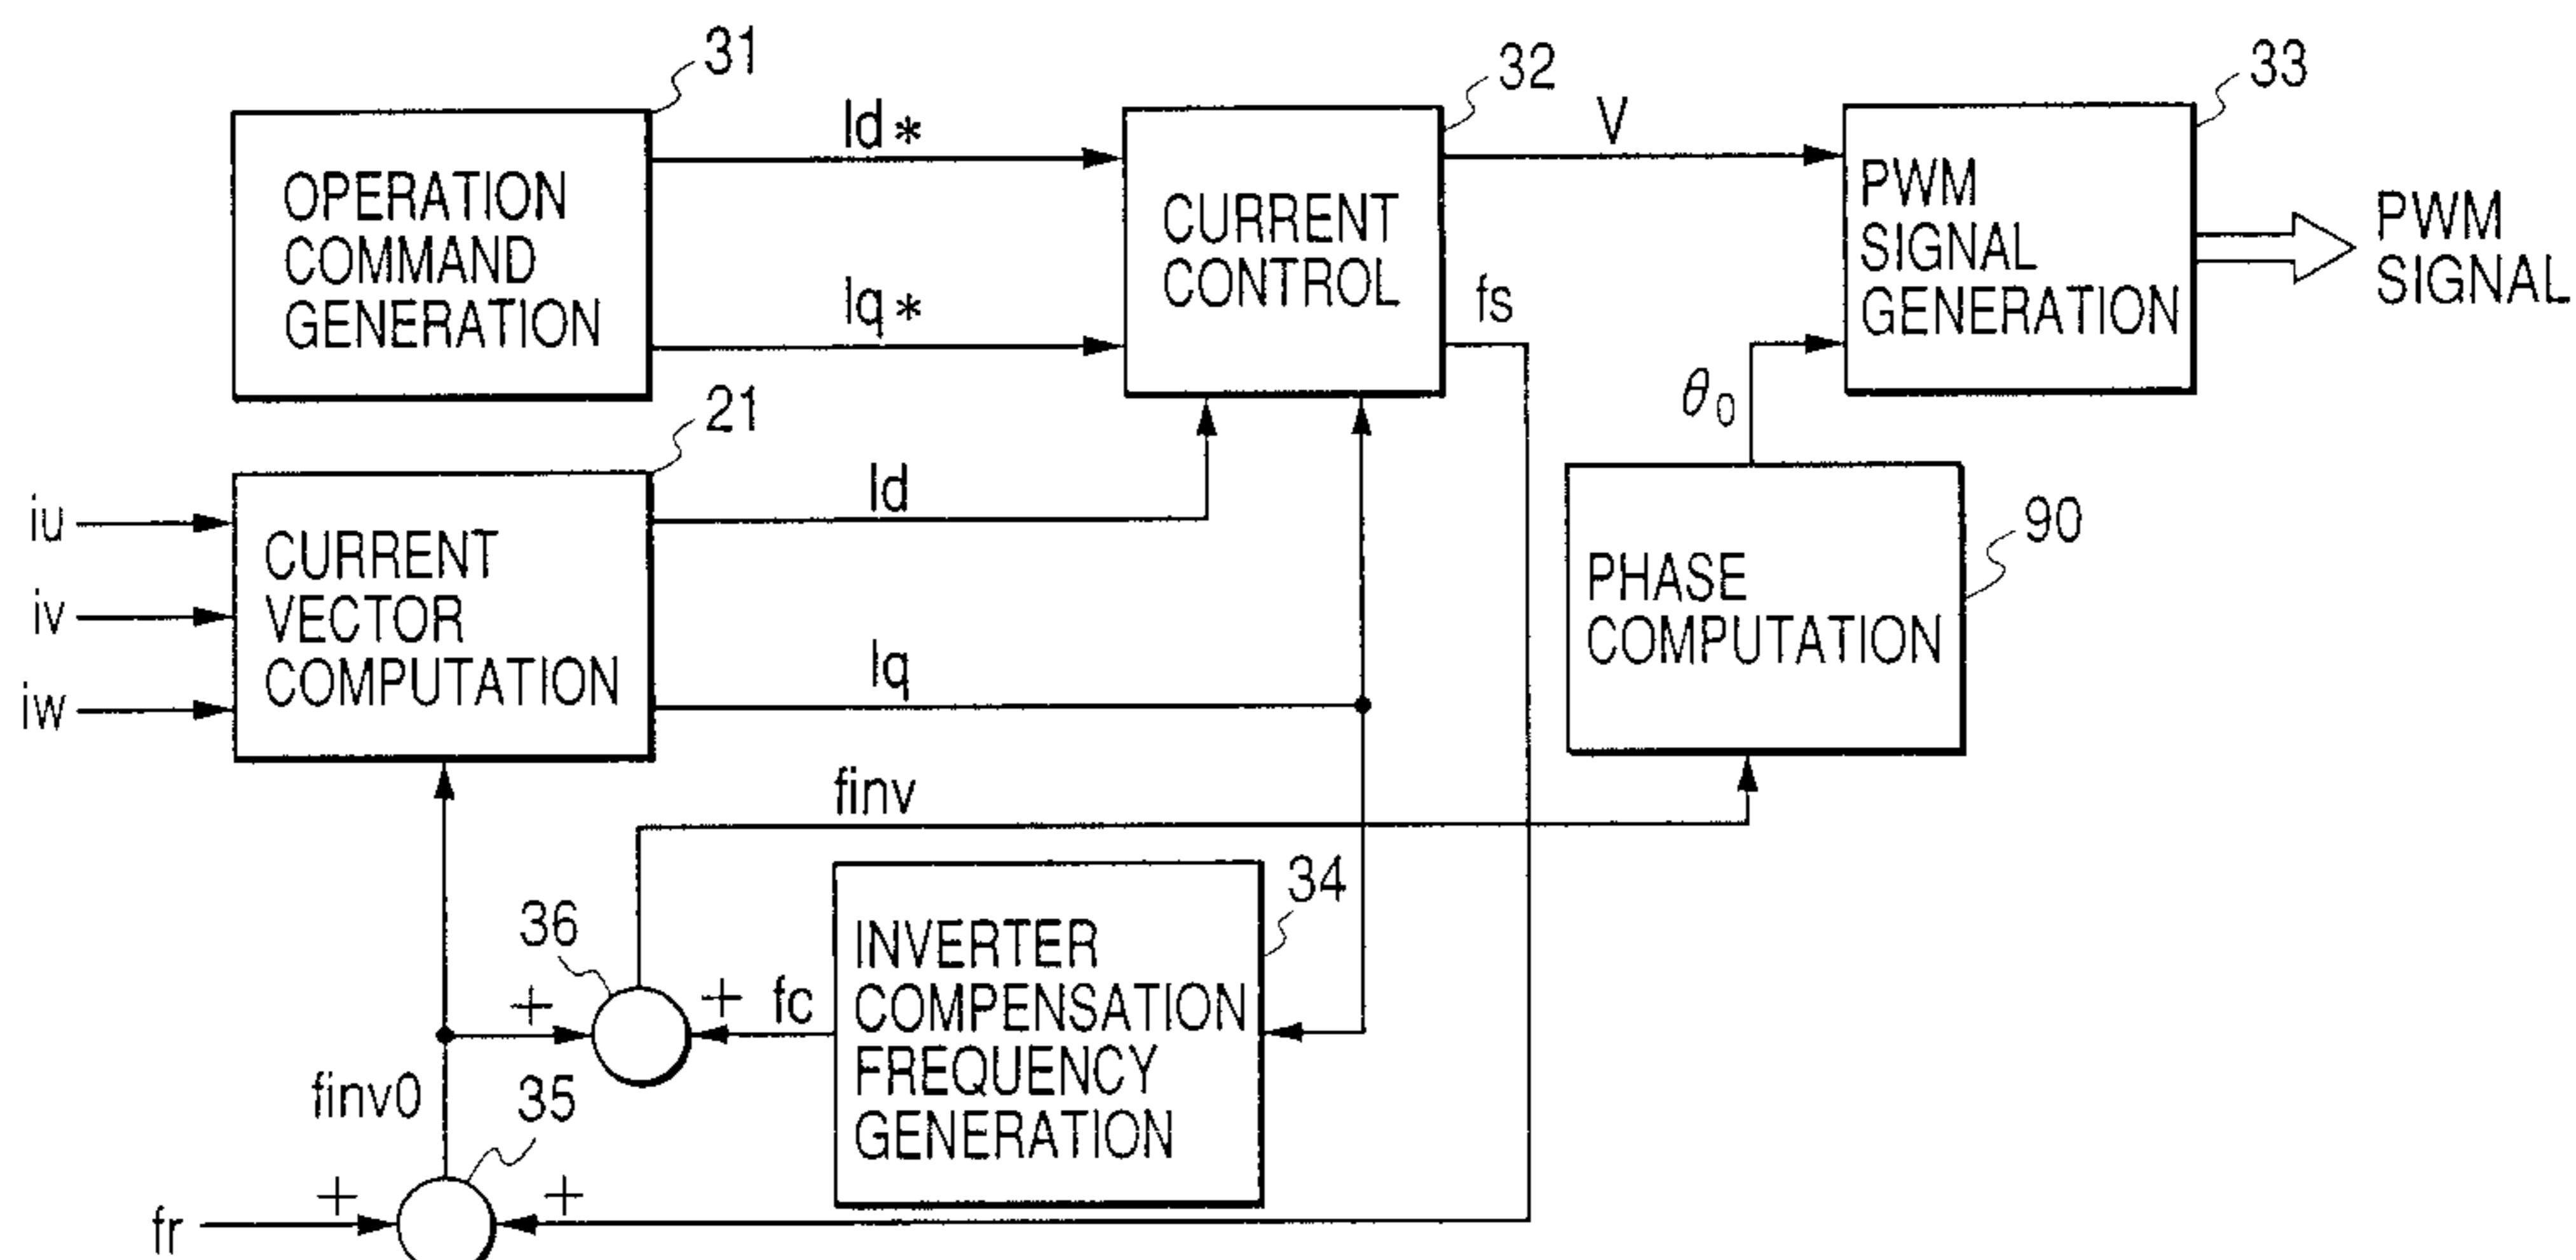 31
OPERATION
COMMAND
GENERATION
Id*
Iq*
32
CURRENT
CONTROL
V
fs
33
PWM
SIGNAL
GENERATION
PWM
SIGNAL
θ0
21
iu
iv
iw
CURRENT
VECTOR
COMPUTATION
Id
Iq
90
PHASE
COMPUTATION
finv
34
INVERTER
COMPENSATION
FREQUENCY
GENERATION
36
+
+
fc
finv0
35
fr
+
+